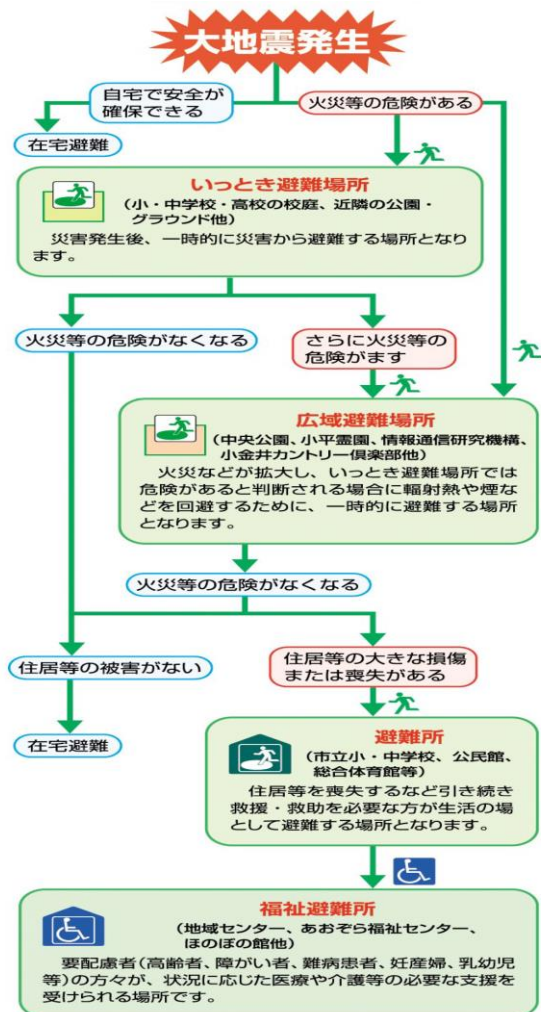 大地震発生
自宅で安全が
確保できる
火災等の危険がある
在宅避難
いっとき避難場所
(小・中学校・高校の校庭、近隣の公園・
グラウンド他)
災害発生後、一時的に災害から避難する場所となり
ます。
火災等の危険がなくなる
さらに火災等の
危険がます
広域避難場所
(中央公園、小平霊園、情報通信研究機構、
小金井カントリー倶楽部他)
火災などが拡大し、いっとき避難場所では
危険があると判断される場合に輻射熱や煙な
どを回避するために、一時的に避難する場所
となります。
火災等の危険がなくなる
住居等の被害がない
住居等の大きな損傷
または喪失がある
在宅避難
避難所
(市立小・中学校、公民館、
総合体育館等)
住居等を喪失するなど引き続き
救援・救助を必要な方が生活の場
として避難する場所となります。
福祉避難所
(地域センター、あおぞら福祉センター、
ほのぼの館他)
要配慮者(高齢者、障がい者、難病患者、妊産婦、乳幼児
等)の方々が、状況に応じた医療や介護等の必要な支援を
受けられる場所です。